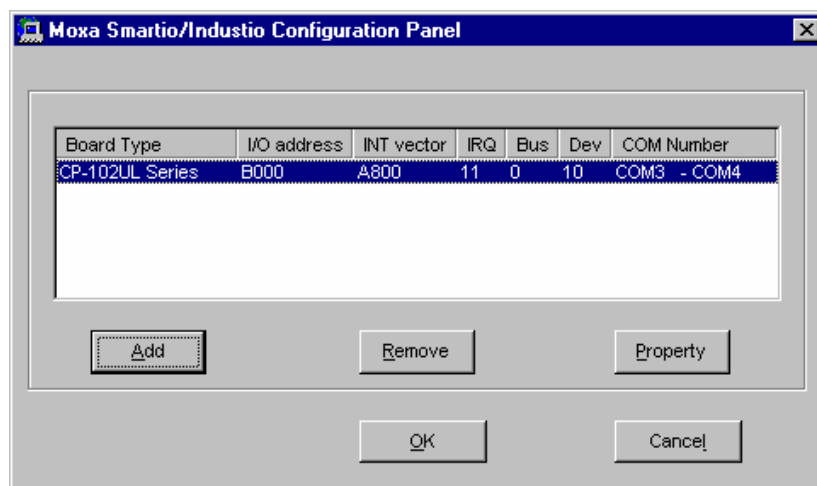 Moxa Smartio/Industio Configuration Panel
Board Type I/O address INT vector IRQ Bus Dev COM Number
CP-102UL Series B000 A800 11 0 10 COM3 - COM4
Add Remove Property
OK Cancel